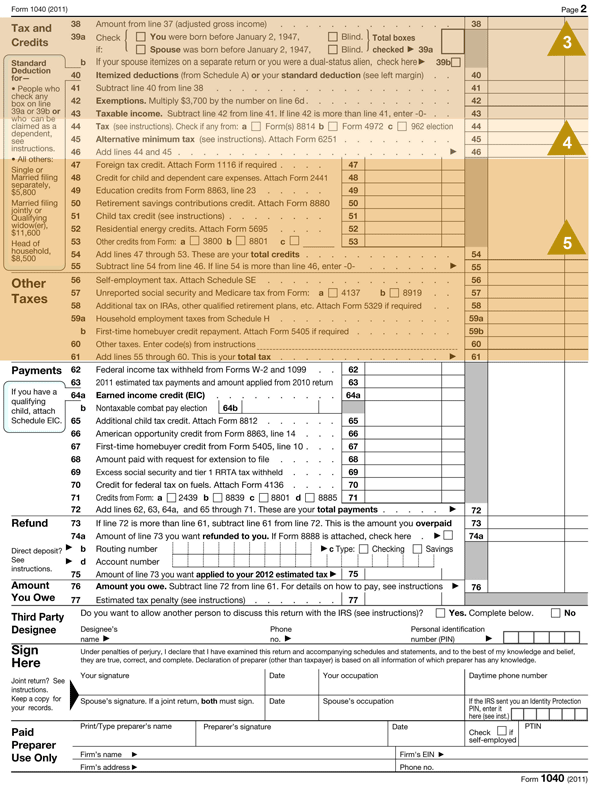 Form 1040 (2011) Page 2
Tax and Credits
38 Amount from line 37 (adjusted gross income) 38
39a Check if: You were born before January 2, 1947, Blind. Total boxes
Spouse was born before January 2, 1947, Blind. checked ▶ 39a
b If your spouse itemizes on a separate return or you were a dual-status alien, check here ▶ 39b
3
Standard Deduction for—
• People who check any box on line 39a or 39b or who can be claimed as a dependent, see instructions.
• All others:
Single or Married filing separately, $5,800
Married filing jointly or Qualifying widow(er), $11,600
Head of household, $8,500
40 Itemized deductions (from Schedule A) or your standard deduction (see left margin) 40
41 Subtract line 40 from line 38 41
42 Exemptions. Multiply $3,700 by the number on line 6d 42
43 Taxable income. Subtract line 42 from line 41. If line 42 is more than line 41, enter -0- 43
44 Tax (see instructions). Check if any from: a Form(s) 8814 b Form 4972 c 962 election 44
45 Alternative minimum tax (see instructions). Attach Form 6251 45
46 Add lines 44 and 45 ▶ 46
4
47 Foreign tax credit. Attach Form 1116 if required 47
48 Credit for child and dependent care expenses. Attach Form 2441 48
49 Education credits from Form 8863, line 23 49
50 Retirement savings contributions credit. Attach Form 8880 50
51 Child tax credit (see instructions) 51
52 Residential energy credits. Attach Form 5695 52
53 Other credits from Form: a 3800 b 8801 c 53
54 Add lines 47 through 53. These are your total credits 54
55 Subtract line 54 from line 46. If line 54 is more than line 46, enter -0- ▶ 55
5
Other Taxes
56 Self-employment tax. Attach Schedule SE 56
57 Unreported social security and Medicare tax from Form: a 4137 b 8919 57
58 Additional tax on IRAs, other qualified retirement plans, etc. Attach Form 5329 if required 58
59a Household employment taxes from Schedule H 59a
b First-time homebuyer credit repayment. Attach Form 5405 if required 59b
60 Other taxes. Enter code(s) from instructions 60
61 Add lines 55 through 60. This is your total tax ▶ 61
Payments
62 Federal income tax withheld from Forms W-2 and 1099 62
63 2011 estimated tax payments and amount applied from 2010 return 63
If you have a qualifying child, attach Schedule EIC.
64a Earned income credit (EIC) 64a
b Nontaxable combat pay election 64b
65 Additional child tax credit. Attach Form 8812 65
66 American opportunity credit from Form 8863, line 14 66
67 First-time homebuyer credit from Form 5405, line 10 67
68 Amount paid with request for extension to file 68
69 Excess social security and tier 1 RRTA tax withheld 69
70 Credit for federal tax on fuels. Attach Form 4136 70
71 Credits from Form: a 2439 b 8839 c 8801 d 8885 71
72 Add lines 62, 63, 64a, and 65 through 71. These are your total payments ▶ 72
Refund
73 If line 72 is more than line 61, subtract line 61 from line 72. This is the amount you overpaid 73
74a Amount of line 73 you want refunded to you. If Form 8888 is attached, check here ▶ 74a
Direct deposit? See instructions.
▶ b Routing number ▶ c Type: Checking Savings
▶ d Account number
75 Amount of line 73 you want applied to your 2012 estimated tax ▶ 75
Amount You Owe
76 Amount you owe. Subtract line 72 from line 61. For details on how to pay, see instructions ▶ 76
77 Estimated tax penalty (see instructions) 77
Third Party Designee
Do you want to allow another person to discuss this return with the IRS (see instructions)? Yes. Complete below. No
Designee's name ▶ Phone no. ▶ Personal identification number (PIN) ▶
Sign Here
Joint return? See instructions.
Keep a copy for your records.
Under penalties of perjury, I declare that I have examined this return and accompanying schedules and statements, and to the best of my knowledge and belief,
they are true, correct, and complete. Declaration of preparer (other than taxpayer) is based on all information of which preparer has any knowledge.
Your signature Date Your occupation Daytime phone number
Spouse's signature. If a joint return, both must sign. Date Spouse's occupation If the IRS sent you an Identity Protection PIN, enter it here (see inst.)
Paid Preparer Use Only
Print/Type preparer's name Preparer's signature Date Check if self-employed PTIN
Firm's name ▶ Firm's EIN ▶
Firm's address ▶ Phone no.
Form 1040 (2011)